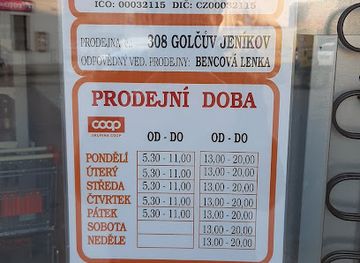 IČO: 00032115 DIČ: CZ00032115
PRODEJNA 308 GOLČŮV JENÍKOV
ODPOVĚDNÝ VED. PRODEJNY: BENCOVÁ LENKA
PRODEJNÍ DOBA
coop
SKUPINA COOP
OD - DO OD - DO
PONDĚLÍ 5.30 - 11.00 13.00 - 20.00
ÚTERÝ 5.30 - 11.00 13.00 - 20.00
STŘEDA 5.30 - 11.00 13.00 - 20.00
ČTVRTEK 5.30 - 11.00 13.00 - 20.00
PÁTEK 5.30 - 11.00 13.00 - 20.00
SOBOTA 13.00 - 20.00
NEDĚLE 13.00 - 20.00